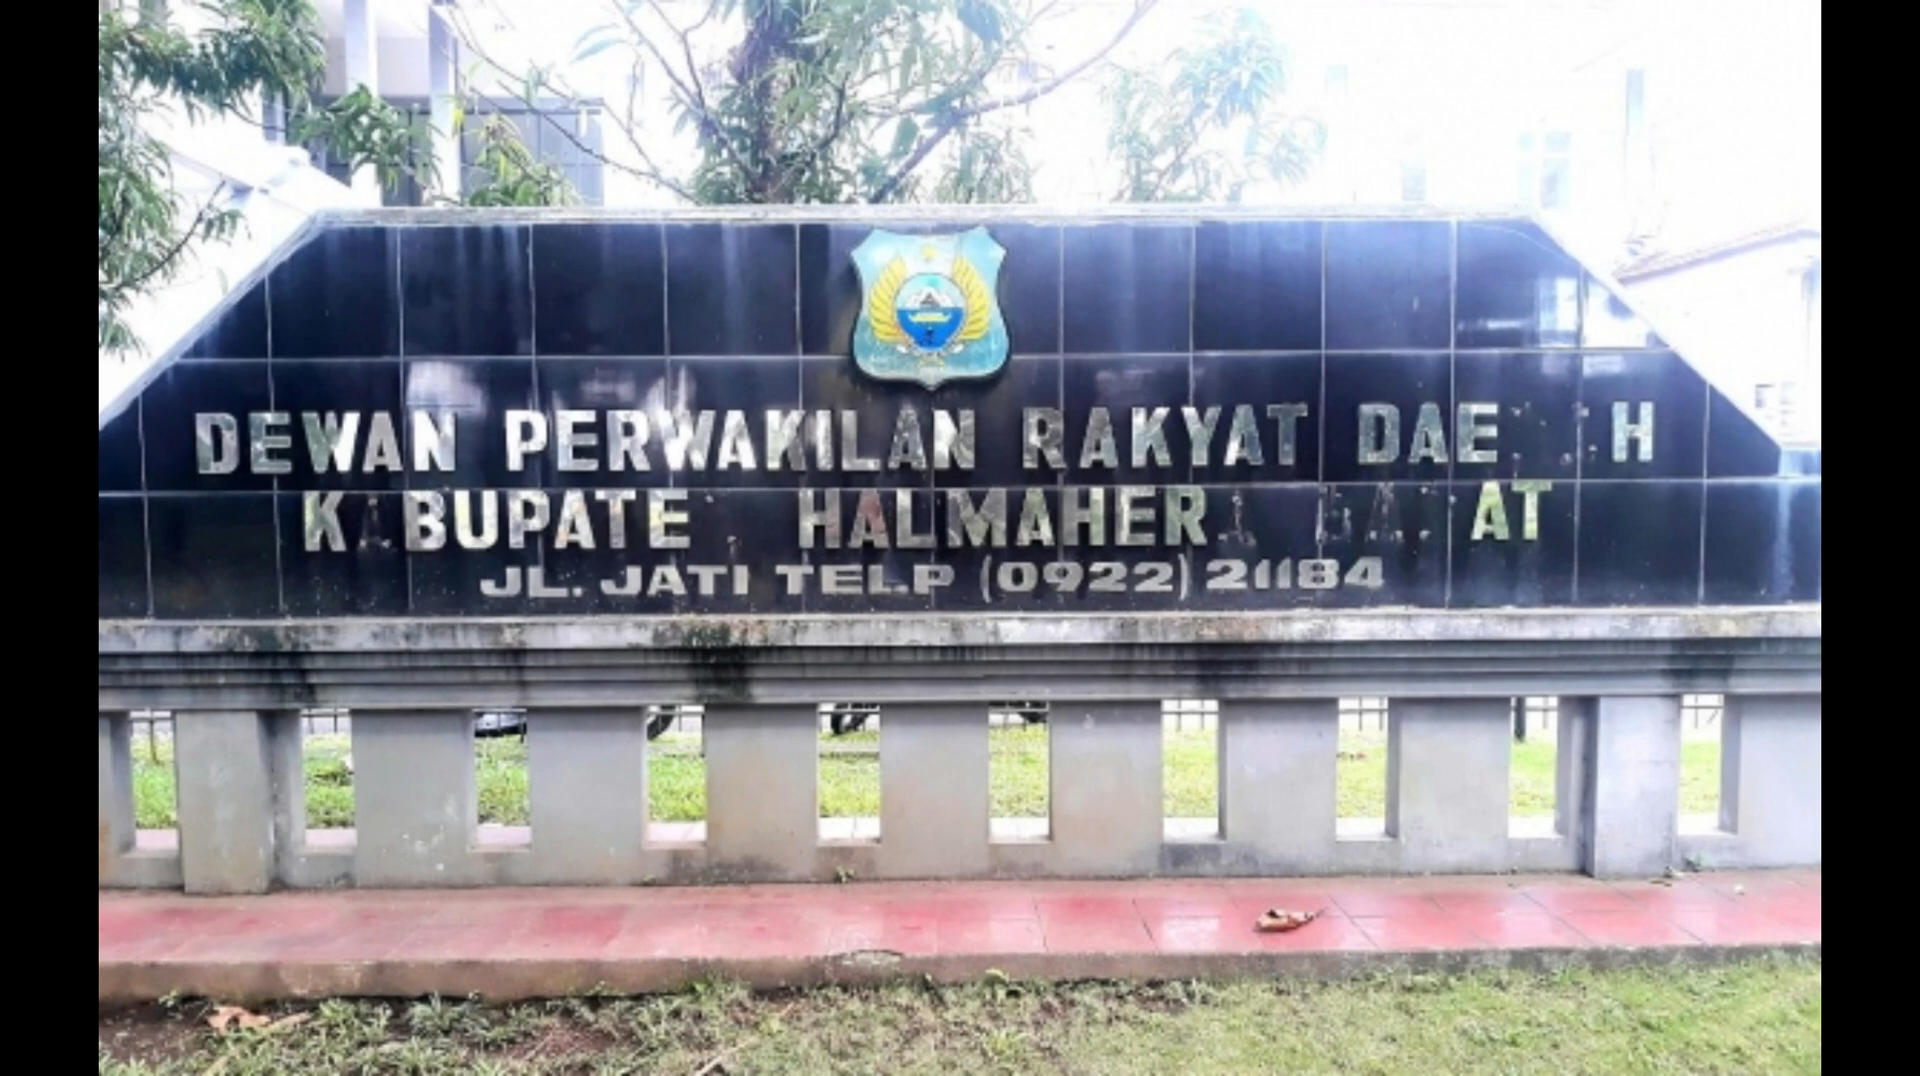 DEWAN PERWAKILAN RAKYAT DAE H
K BUPATE HALMAHER AT
JL. JATI TELP (0922) 21184